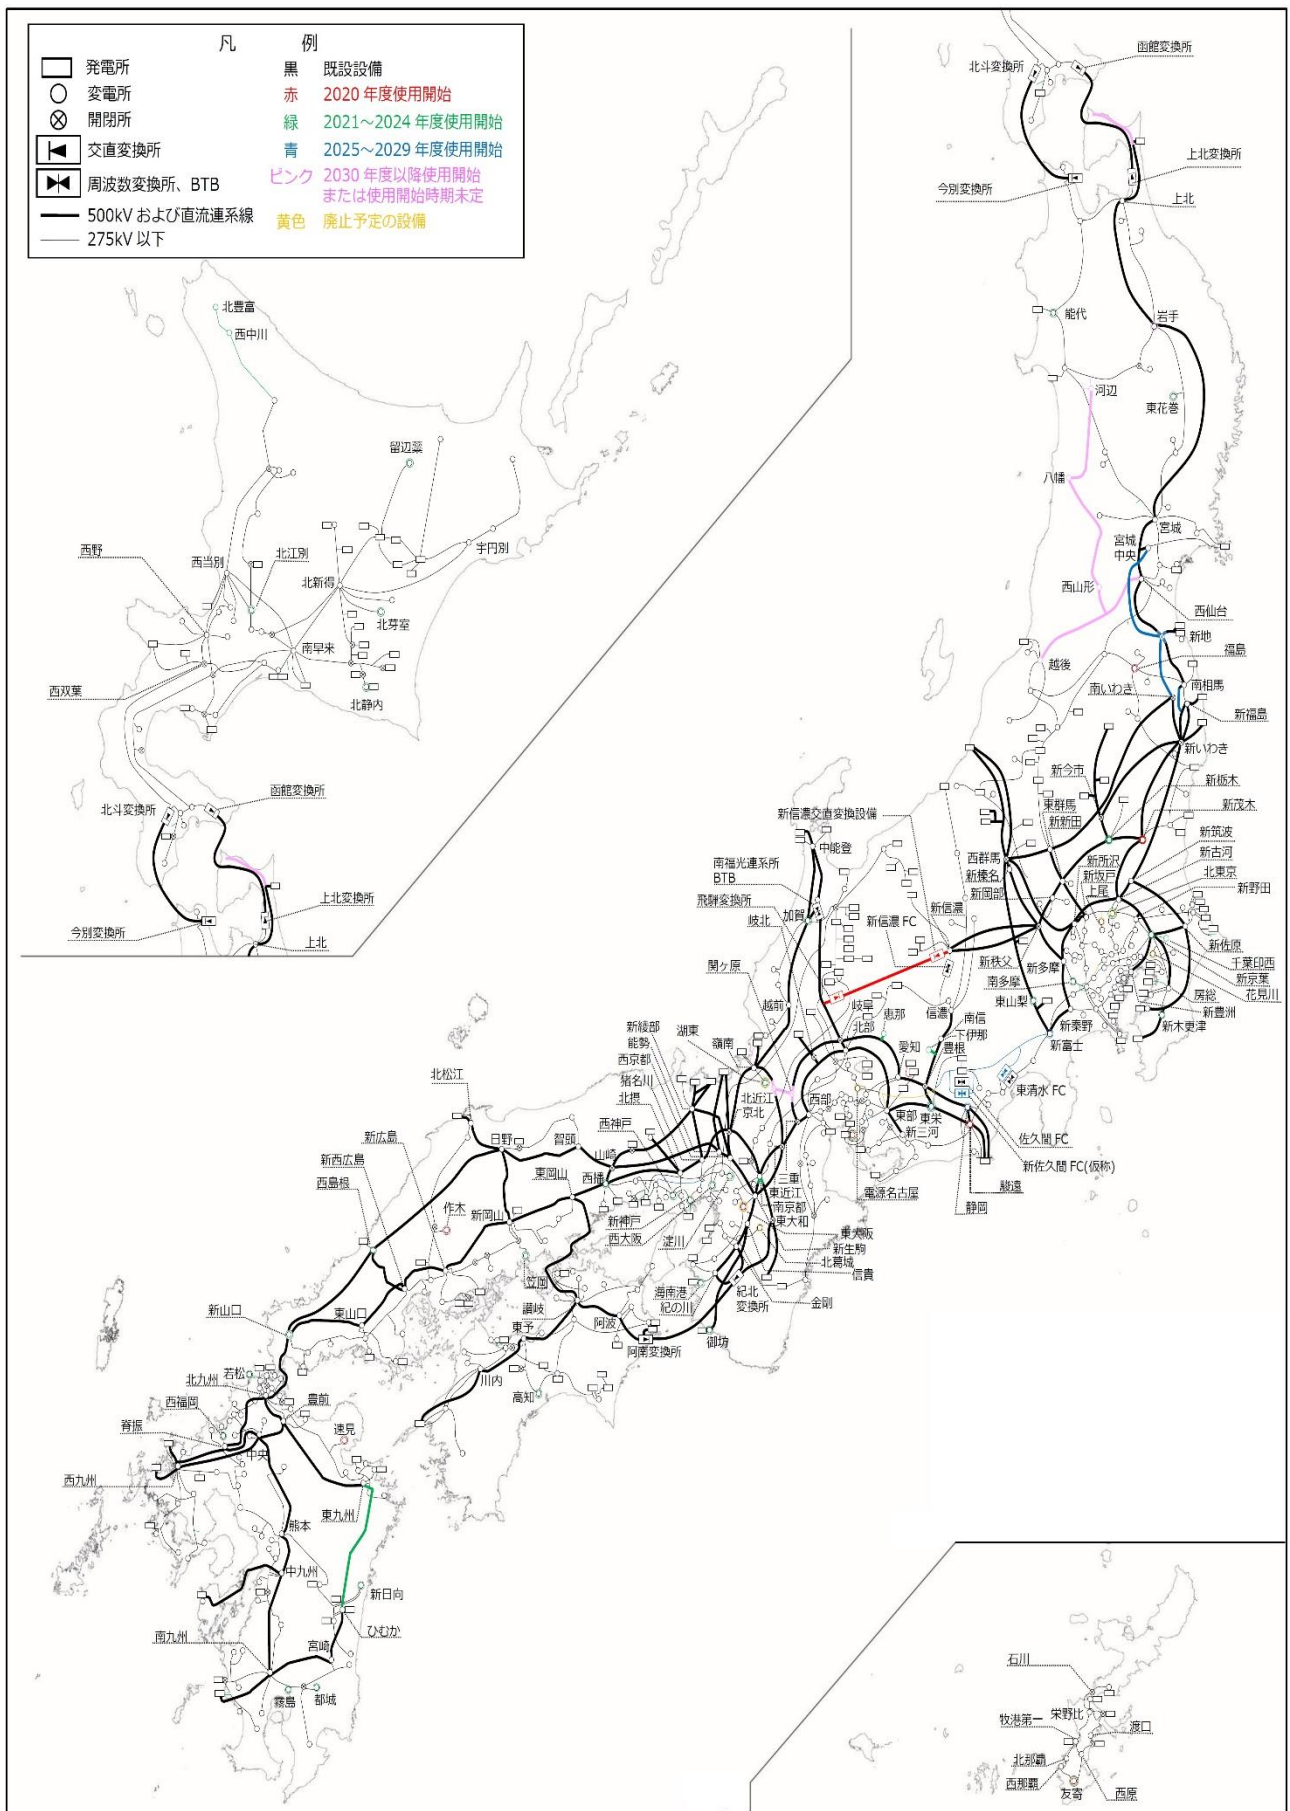 凡 例
発電所
変電所
開閉所
交直変換所
周波数変換所、BTB
500kV および直流連系線
275kV 以下
黒 既設設備
赤 2020 年度使用開始
緑 2021～2024 年度使用開始
青 2025～2029 年度使用開始
ピンク 2030 年度以降使用開始
または使用開始時期未定
黄色 廃止予定の設備
北豊富
西中川
留辺蘂
宇円別
西野
西当別
北江別
北新得
北芽室
南早来
西双葉
北静内
北斗変換所
函館変換所
上北変換所
今別変換所
上北
函館変換所
北斗変換所
上北変換所
今別変換所
上北
能代
岩手
河辺
東花巻
八幡
宮城
宮城
中央
西山形
西仙台
新地
越後
福島
南相馬
南いわき
新福島
新いわき
新今市
新栃木
東群馬
新茂木
新新田
新信濃交直変換設備
新筑波
中能登
西群馬
新所沢
新古河
南福光連系所
BTB
新榛名
新坂戸
北東京
新岡部
上尾
新野田
飛騨変換所
加賀
新信濃
新信濃 FC
岐北
新佐原
関ケ原
新秩父
新多摩
千葉印西
南多摩
新京葉
東山梨
房総
花見川
越前
岐阜
恵那
信濃
南信
新豊洲
新綾部
湖東
北部
下伊那
新秦野
新木更津
能勢
嶺南
愛知
豊根
新富士
西京都
北松江
猪名川
東清水 FC
北摂
北近江
西部
新広島
京北
東部
東栄
日野
智頭
西神戸
新三河
佐久間 FC
新西広島
山崎
新佐久間 FC(仮称)
西島根
東岡山
西播
三重
駿遠
東近江
電源名古屋
作木
新岡山
南京都
静岡
新神戸
東大和
西大阪
淀川
東大阪
新生駒
笠岡
北葛城
海南港
信貴
新山口
東山口
讃岐
紀の川
紀北
変換所
金剛
東予
阿波
阿南変換所
御坊
若松
川内
北九州
高知
西福岡
豊前
脊振
速見
中央
西九州
東九州
熊本
中九州
新日向
ひむか
南九州
宮崎
霧島
都城
石川
栄野比
牧港第一
渡口
北那覇
西那覇
西原
友寄